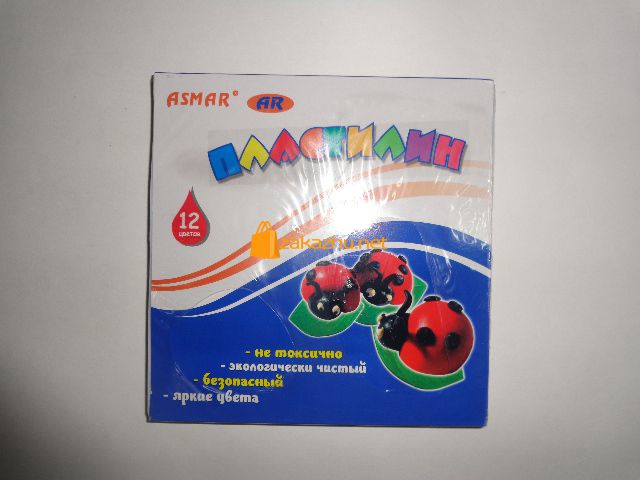 ASMAR® AR
ПЛАСТИЛИН
12
цветов
zakazhu.net
- не токсично
- экологически чистый
- безопасный
- яркие цвета